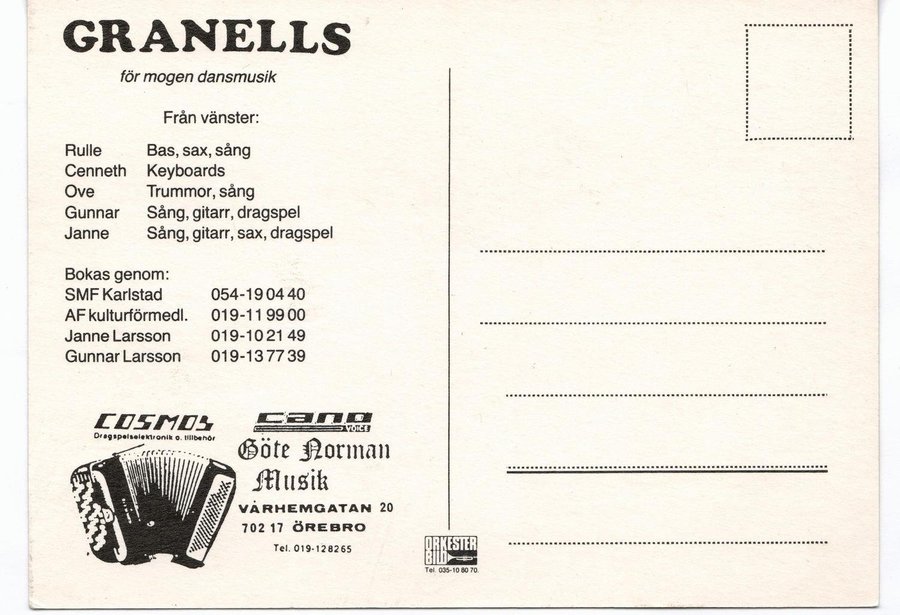 GRANELLS
för mogen dansmusik
Från vänster:
Rulle Bas, sax, sång
Cenneth Keyboards
Ove Trummor, sång
Gunnar Sång, gitarr, dragspel
Janne Sång, gitarr, sax, dragspel
Bokas genom:
SMF Karlstad 054-19 04 40
AF kulturförmedl. 019-11 99 00
Janne Larsson 019-10 21 49
Gunnar Larsson 019-13 77 39
COSMOS
Dragspelselektronik o. tillbehör
cana
VOICE
Göte Norman
Musik
VÅRHEMGATAN 20
702 17 ÖREBRO
Tel. 019-128265
ORKESTER
BILD
Tel. 035-10 80 70.